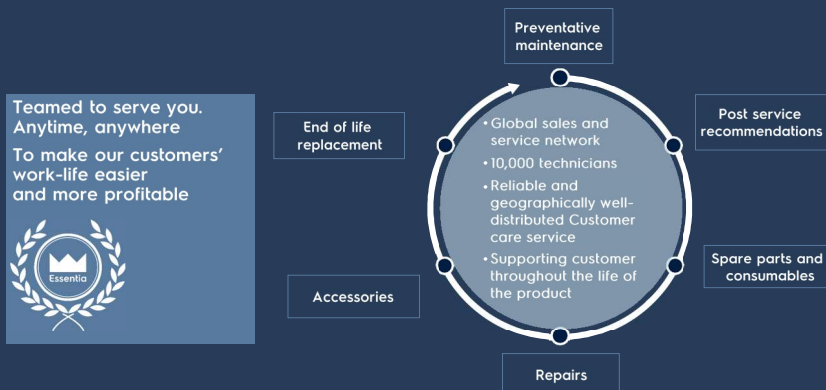 Teamed to serve you.
Anytime, anywhere
To make our customers'
work-life easier
and more profitable
Essentia
Preventative
maintenance
Post service
recommendations
Spare parts and
consumables
Repairs
Accessories
End of life
replacement
• Global sales and
service network
• 10,000 technicians
• Reliable and
geographically well-
distributed Customer
care service
• Supporting customer
throughout the life of
the product